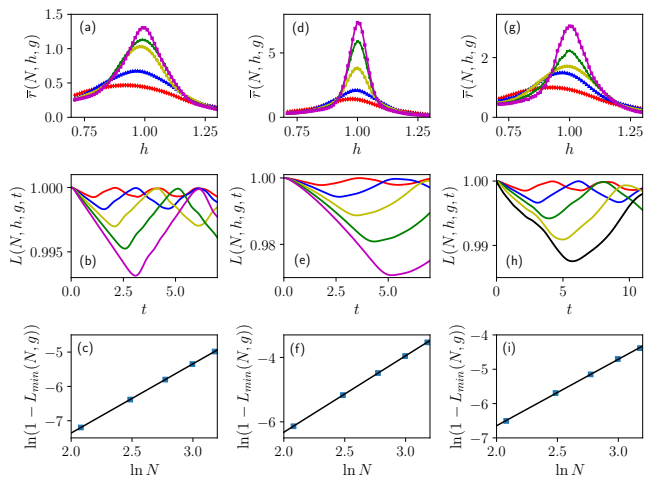 (a)
r̅(N, h, g)
1.5
1.0
0.5
0.0
0.75
1.00
1.25
h
(d)
r̅(N, h, g)
5
0
0.75
1.00
1.25
h
(g)
r̅(N, h, g)
2
0
0.75
1.00
1.25
h
(b)
L(N, h, g, t)
1.000
0.995
0.0
2.5
5.0
t
(e)
L(N, h, g, t)
1.00
0.98
0.0
2.5
5.0
t
(h)
L(N, h, g, t)
1.00
0.99
0
5
10
t
(c)
ln(1 − Lmin(N, g))
−5
−6
−7
2.0
2.5
3.0
ln N
(f)
ln(1 − Lmin(N, g))
−4
−6
2.0
2.5
3.0
ln N
(i)
ln(1 − Lmin(N, g))
−4
−5
−6
−7
2.0
2.5
3.0
ln N